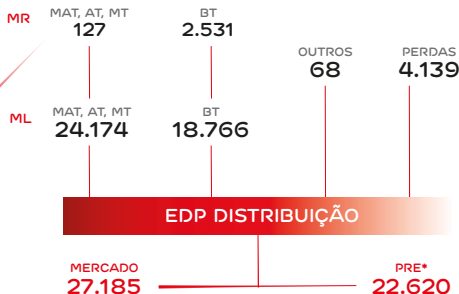 MR MAT, AT, MT BT
127 2.531
OUTROS PERDAS
68 4.139
ML MAT, AT, MT BT
24.174 18.766
EDP DISTRIBUIÇÃO
MERCADO PRE*
27.185 22.620